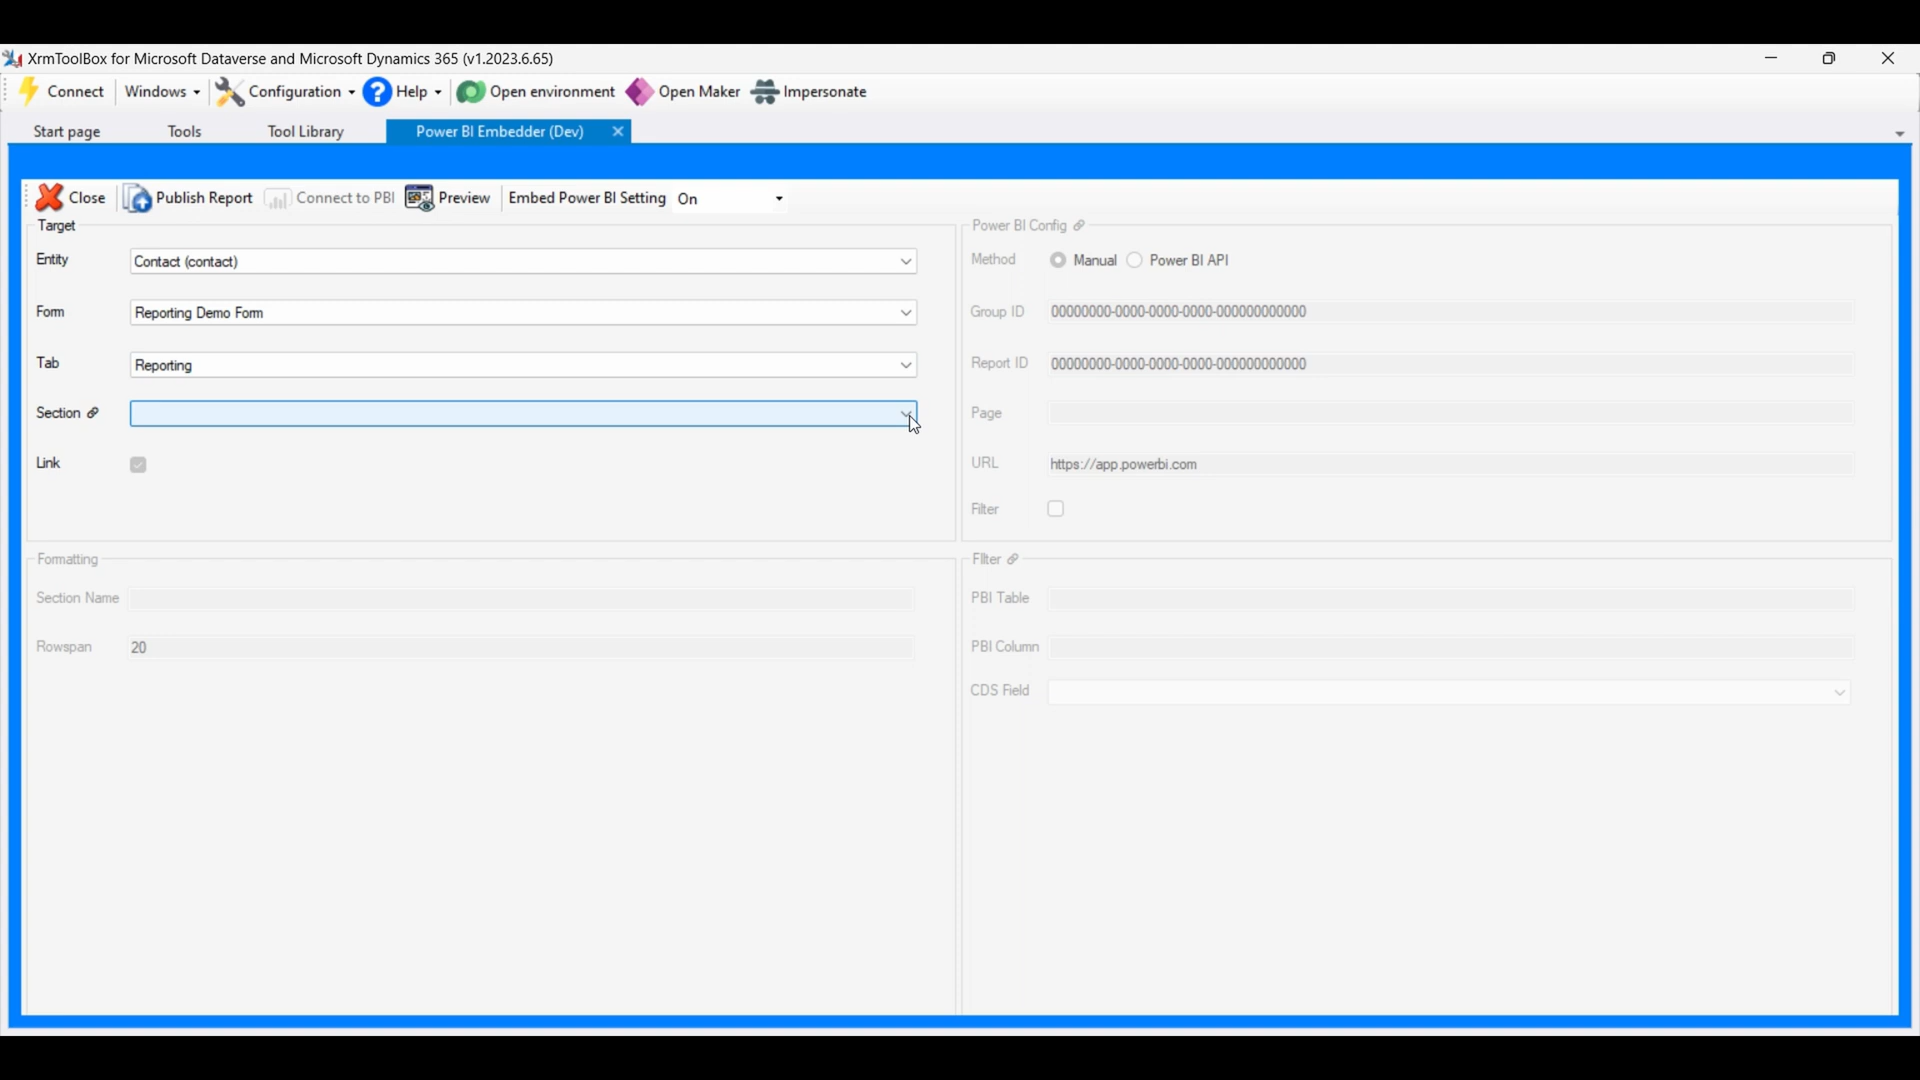 XrmToolBox for Microsoft Dataverse and Microsoft Dynamics 365 (v1.2023.6.65)
Connect Windows Configuration Help Open environment Open Maker Impersonate
Start page Tools Tool Library Power BI Embedder (Dev)
Close Publish Report Connect to PBI Preview Embed Power BI Setting On
Target
Entity Contact (contact)
Form Reporting Demo Form
Tab Reporting
Section
Link
Power BI Config
Method Manual Power BI API
Group ID 00000000-0000-0000-0000-000000000000
Report ID 00000000-0000-0000-0000-000000000000
Page
URL https://app.powerbi.com
Filter
Formatting
Section Name
Rowspan 20
FIlter
PBI Table
PBI Column
CDS Field